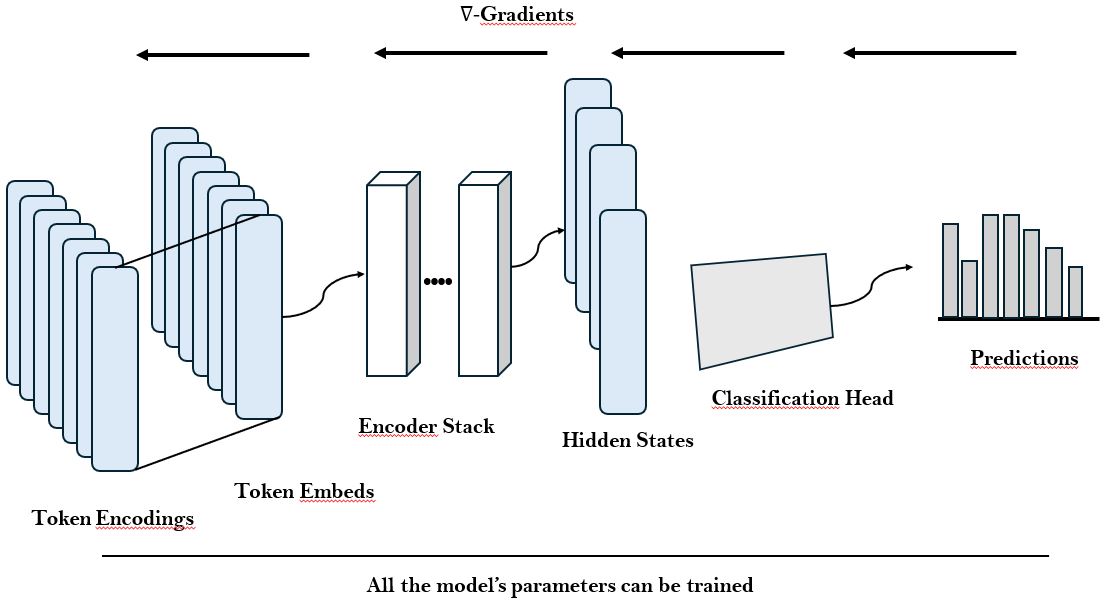 ∇-Gradients
Predictions
Classification Head
Encoder Stack
Hidden States
Token Embeds
Token Encodings
All the model’s parameters can be trained